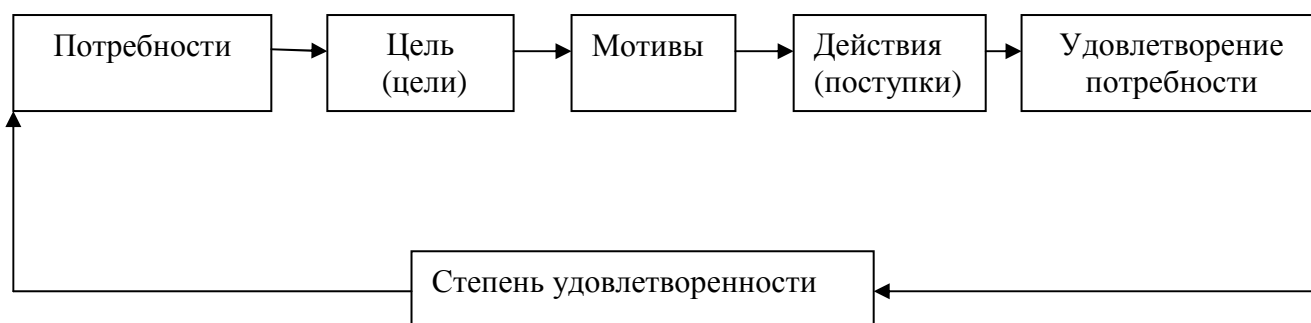 Потребности
Цель
(цели)
Мотивы
Действия
(поступки)
Удовлетворение
потребности
Степень удовлетворенности